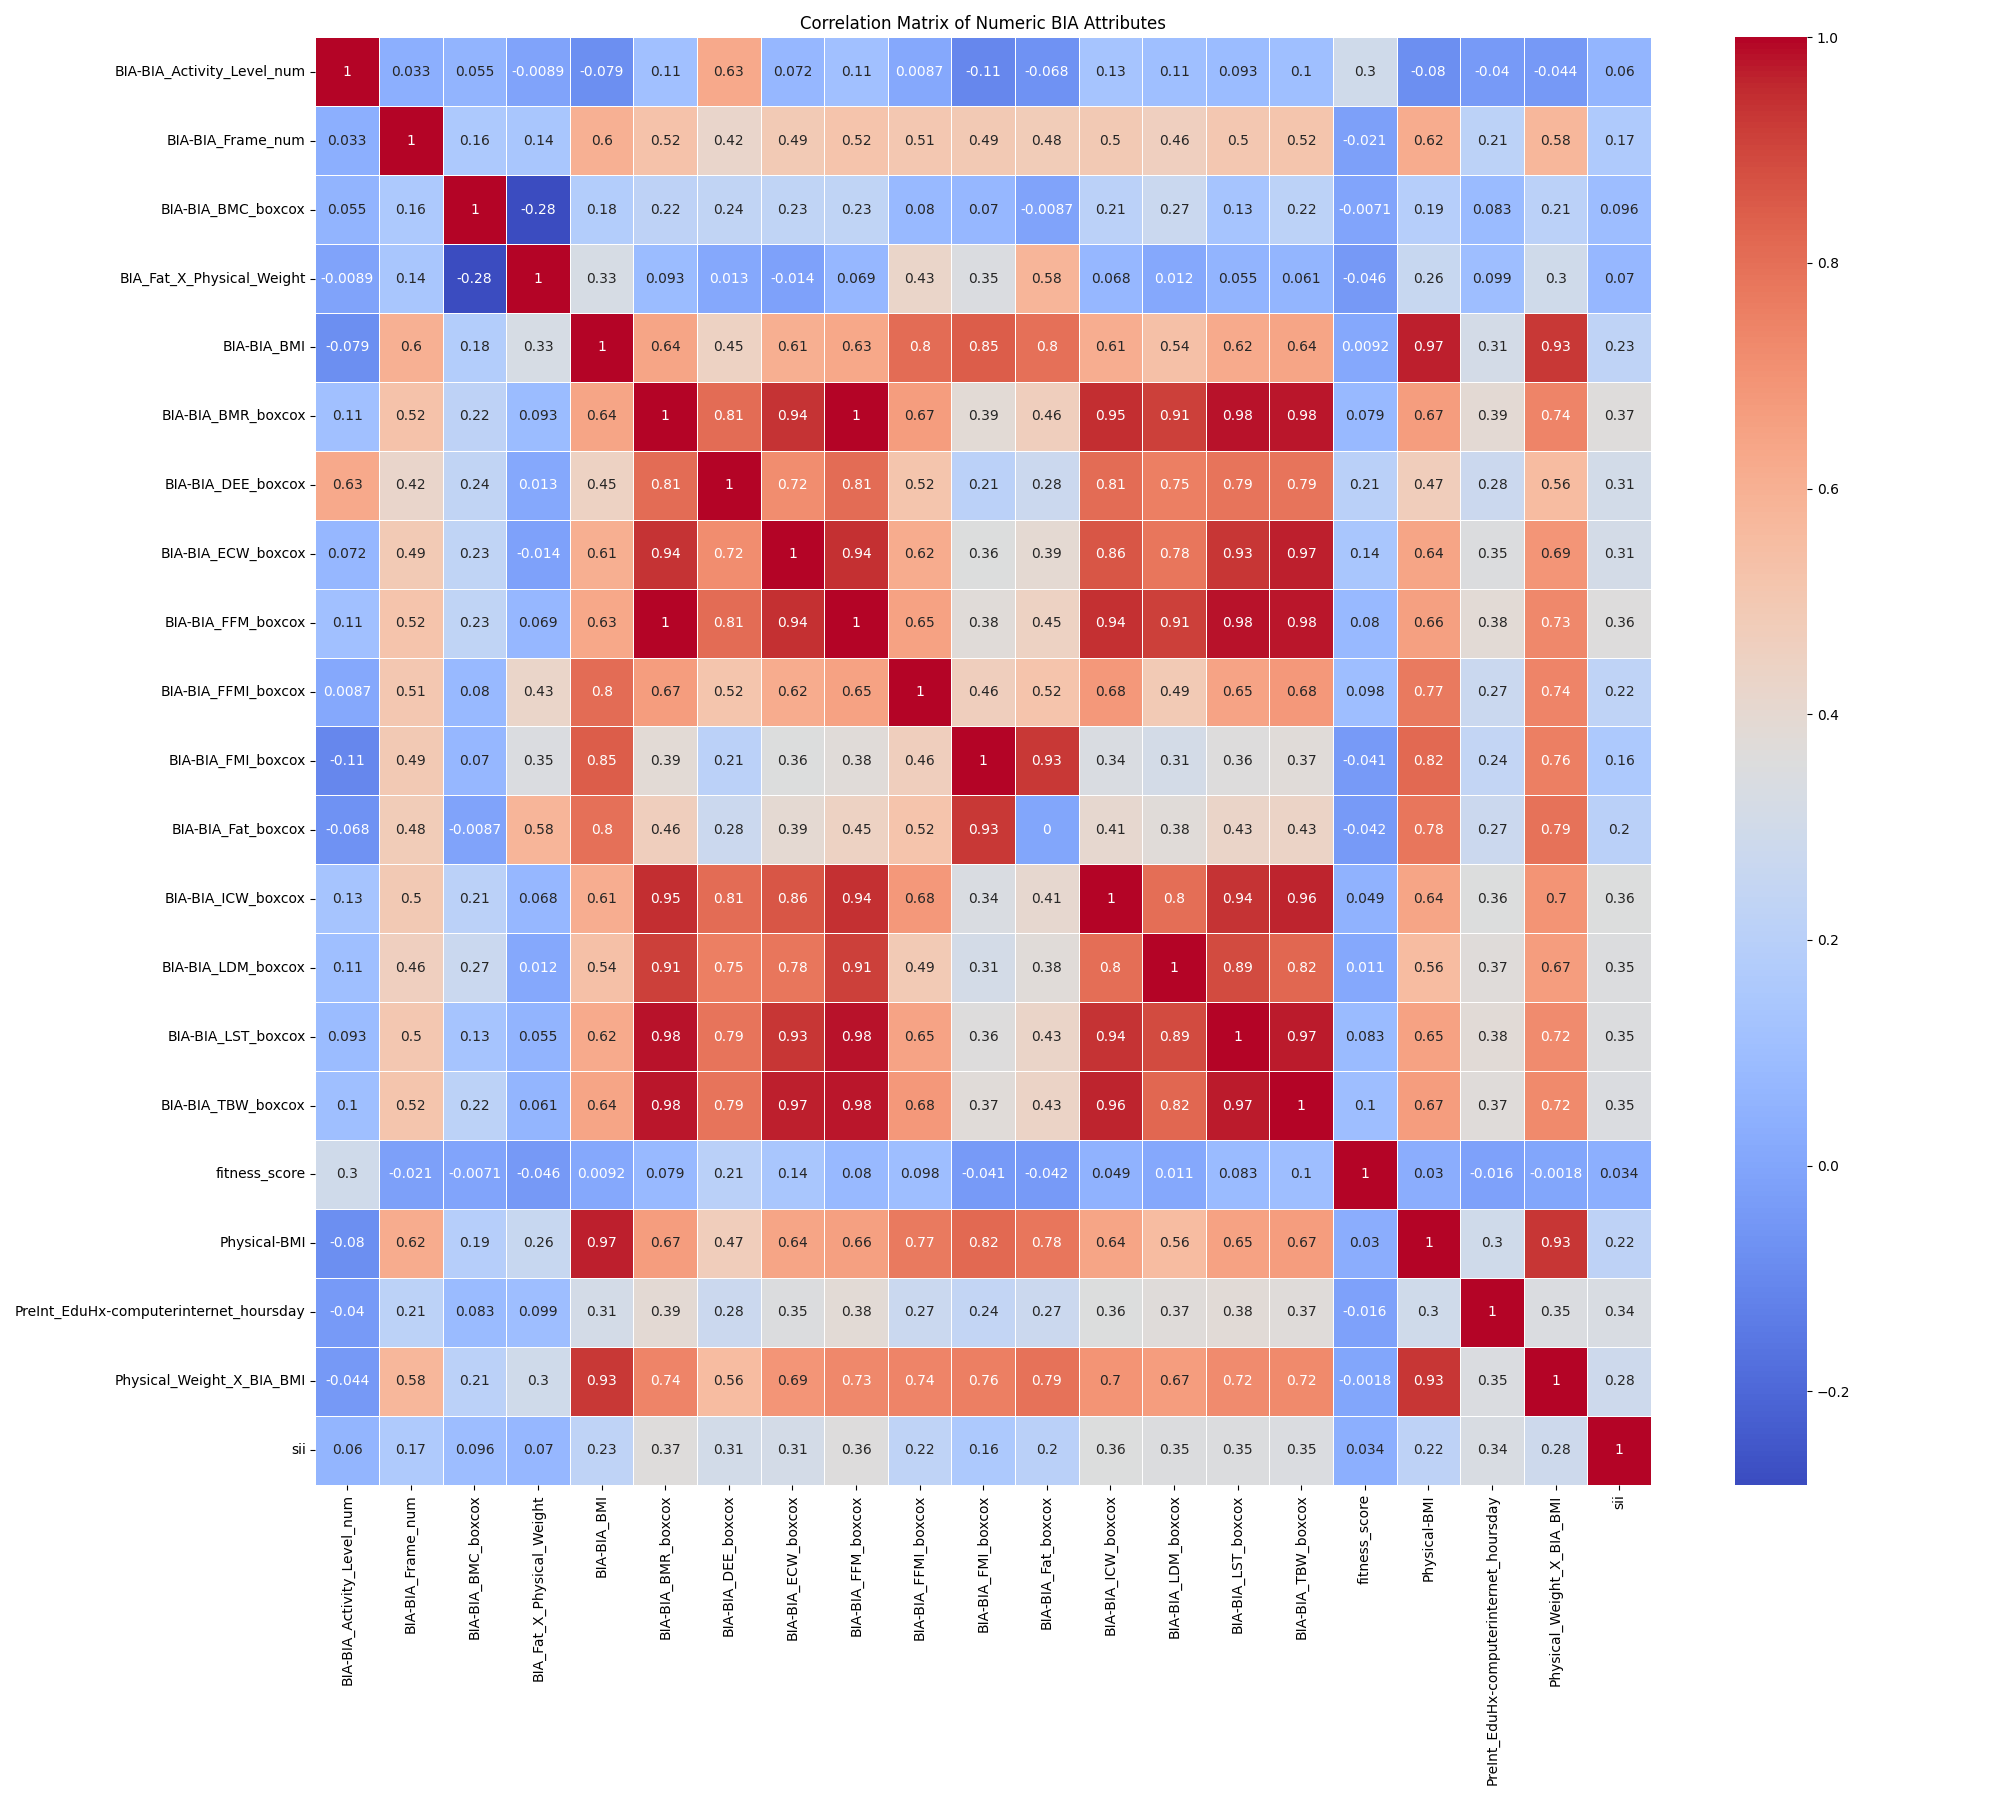 Correlation Matrix of Numeric BIA Attributes
BIA-BIA_Activity_Level_num 1 0.033 0.055 -0.0089 -0.079 0.11 0.63 0.072 0.11 0.0087 -0.11 -0.068 0.13 0.11 0.093 0.1 0.3 -0.08 -0.04 -0.044 0.06
BIA-BIA_Frame_num 0.033 1 0.16 0.14 0.6 0.52 0.42 0.49 0.52 0.51 0.49 0.48 0.5 0.46 0.5 0.52 -0.021 0.62 0.21 0.58 0.17
BIA-BIA_BMC_boxcox 0.055 0.16 1 -0.28 0.18 0.22 0.24 0.23 0.23 0.08 0.07 -0.0087 0.21 0.27 0.13 0.22 -0.0071 0.19 0.083 0.21 0.096
BIA_Fat_X_Physical_Weight -0.0089 0.14 -0.28 1 0.33 0.093 0.013 -0.014 0.069 0.43 0.35 0.58 0.068 0.012 0.055 0.061 -0.046 0.26 0.099 0.3 0.07
BIA-BIA_BMI -0.079 0.6 0.18 0.33 1 0.64 0.45 0.61 0.63 0.8 0.85 0.8 0.61 0.54 0.62 0.64 0.0092 0.97 0.31 0.93 0.23
BIA-BIA_BMR_boxcox 0.11 0.52 0.22 0.093 0.64 1 0.81 0.94 1 0.67 0.39 0.46 0.95 0.91 0.98 0.98 0.079 0.67 0.39 0.74 0.37
BIA-BIA_DEE_boxcox 0.63 0.42 0.24 0.013 0.45 0.81 1 0.72 0.81 0.52 0.21 0.28 0.81 0.75 0.79 0.79 0.21 0.47 0.28 0.56 0.31
BIA-BIA_ECW_boxcox 0.072 0.49 0.23 -0.014 0.61 0.94 0.72 1 0.94 0.62 0.36 0.39 0.86 0.78 0.93 0.97 0.14 0.64 0.35 0.69 0.31
BIA-BIA_FFM_boxcox 0.11 0.52 0.23 0.069 0.63 1 0.81 0.94 1 0.65 0.38 0.45 0.94 0.91 0.98 0.98 0.08 0.66 0.38 0.73 0.36
BIA-BIA_FFMI_boxcox 0.0087 0.51 0.08 0.43 0.8 0.67 0.52 0.62 0.65 1 0.46 0.52 0.68 0.49 0.65 0.68 0.098 0.77 0.27 0.74 0.22
BIA-BIA_FMI_boxcox -0.11 0.49 0.07 0.35 0.85 0.39 0.21 0.36 0.38 0.46 1 0.93 0.34 0.31 0.36 0.37 -0.041 0.82 0.24 0.76 0.16
BIA-BIA_Fat_boxcox -0.068 0.48 -0.0087 0.58 0.8 0.46 0.28 0.39 0.45 0.52 0.93 0 0.41 0.38 0.43 0.43 -0.042 0.78 0.27 0.79 0.2
BIA-BIA_ICW_boxcox 0.13 0.5 0.21 0.068 0.61 0.95 0.81 0.86 0.94 0.68 0.34 0.41 1 0.8 0.94 0.96 0.049 0.64 0.36 0.7 0.36
BIA-BIA_LDM_boxcox 0.11 0.46 0.27 0.012 0.54 0.91 0.75 0.78 0.91 0.49 0.31 0.38 0.8 1 0.89 0.82 0.011 0.56 0.37 0.67 0.35
BIA-BIA_LST_boxcox 0.093 0.5 0.13 0.055 0.62 0.98 0.79 0.93 0.98 0.65 0.36 0.43 0.94 0.89 1 0.97 0.083 0.65 0.38 0.72 0.35
BIA-BIA_TBW_boxcox 0.1 0.52 0.22 0.061 0.64 0.98 0.79 0.97 0.98 0.68 0.37 0.43 0.96 0.82 0.97 1 0.1 0.67 0.37 0.72 0.35
fitness_score 0.3 -0.021 -0.0071 -0.046 0.0092 0.079 0.21 0.14 0.08 0.098 -0.041 -0.042 0.049 0.011 0.083 0.1 1 0.03 -0.016 -0.0018 0.034
Physical-BMI -0.08 0.62 0.19 0.26 0.97 0.67 0.47 0.64 0.66 0.77 0.82 0.78 0.64 0.56 0.65 0.67 0.03 1 0.3 0.93 0.22
PreInt_EduHx-computerinternet_hoursday -0.04 0.21 0.083 0.099 0.31 0.39 0.28 0.35 0.38 0.27 0.24 0.27 0.36 0.37 0.38 0.37 -0.016 0.3 1 0.35 0.34
Physical_Weight_X_BIA_BMI -0.044 0.58 0.21 0.3 0.93 0.74 0.56 0.69 0.73 0.74 0.76 0.79 0.7 0.67 0.72 0.72 -0.0018 0.93 0.35 1 0.28
sii 0.06 0.17 0.096 0.07 0.23 0.37 0.31 0.31 0.36 0.22 0.16 0.2 0.36 0.35 0.35 0.35 0.034 0.22 0.34 0.28 1
BIA-BIA_Activity_Level_num
BIA-BIA_Frame_num
BIA-BIA_BMC_boxcox
BIA_Fat_X_Physical_Weight
BIA-BIA_BMI
BIA-BIA_BMR_boxcox
BIA-BIA_DEE_boxcox
BIA-BIA_ECW_boxcox
BIA-BIA_FFM_boxcox
BIA-BIA_FFMI_boxcox
BIA-BIA_FMI_boxcox
BIA-BIA_Fat_boxcox
BIA-BIA_ICW_boxcox
BIA-BIA_LDM_boxcox
BIA-BIA_LST_boxcox
BIA-BIA_TBW_boxcox
fitness_score
Physical-BMI
PreInt_EduHx-computerinternet_hoursday
Physical_Weight_X_BIA_BMI
sii
1.0
0.8
0.6
0.4
0.2
0.0
−0.2